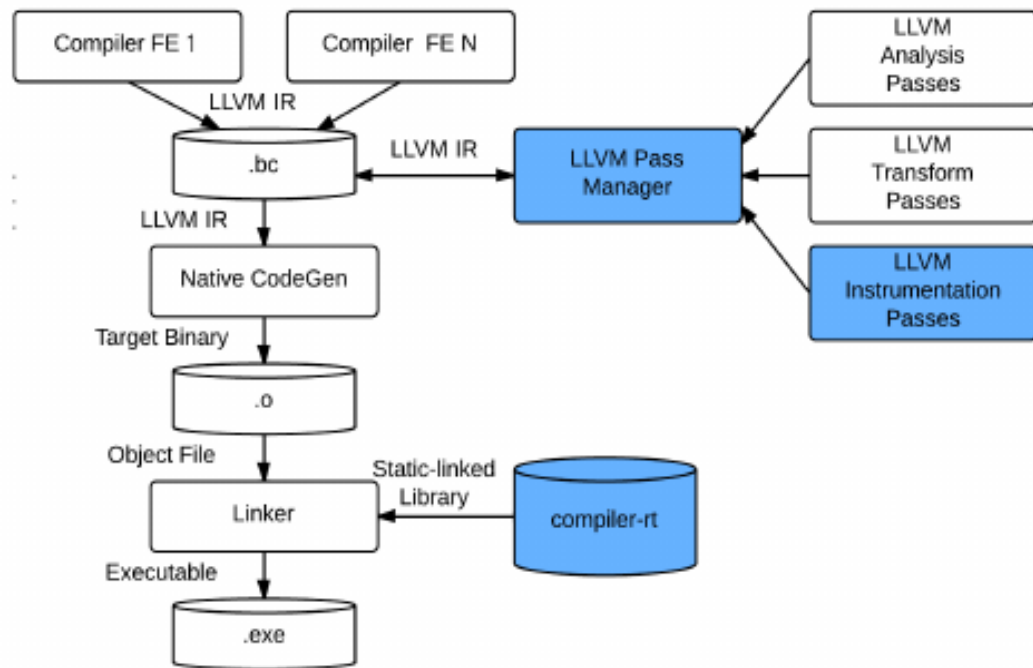 Compiler FE 1
Compiler FE N
LLVM
Analysis
Passes
LLVM IR
LLVM IR
.bc
LLVM Pass
Manager
LLVM
Transform
Passes
LLVM IR
Native CodeGen
LLVM
Instrumentation
Passes
Target Binary
.o
Object File
Static-linked
Library
Linker
compiler-rt
Executable
.exe